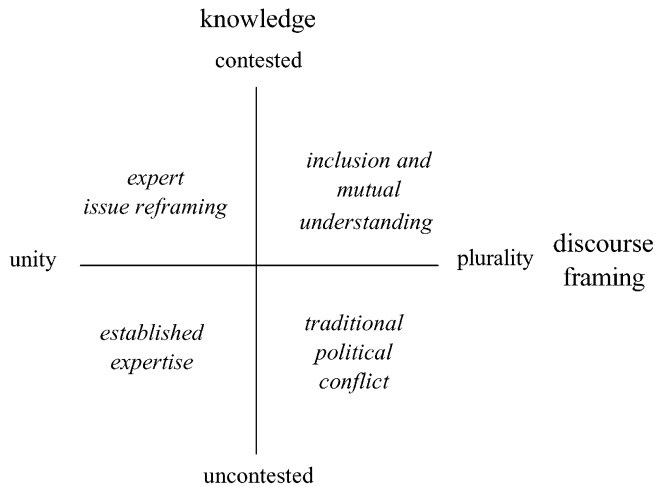 knowledge
contested
expert
issue reframing
inclusion and
mutual
understanding
unity
plurality
discourse
framing
established
expertise
traditional
political
conflict
uncontested